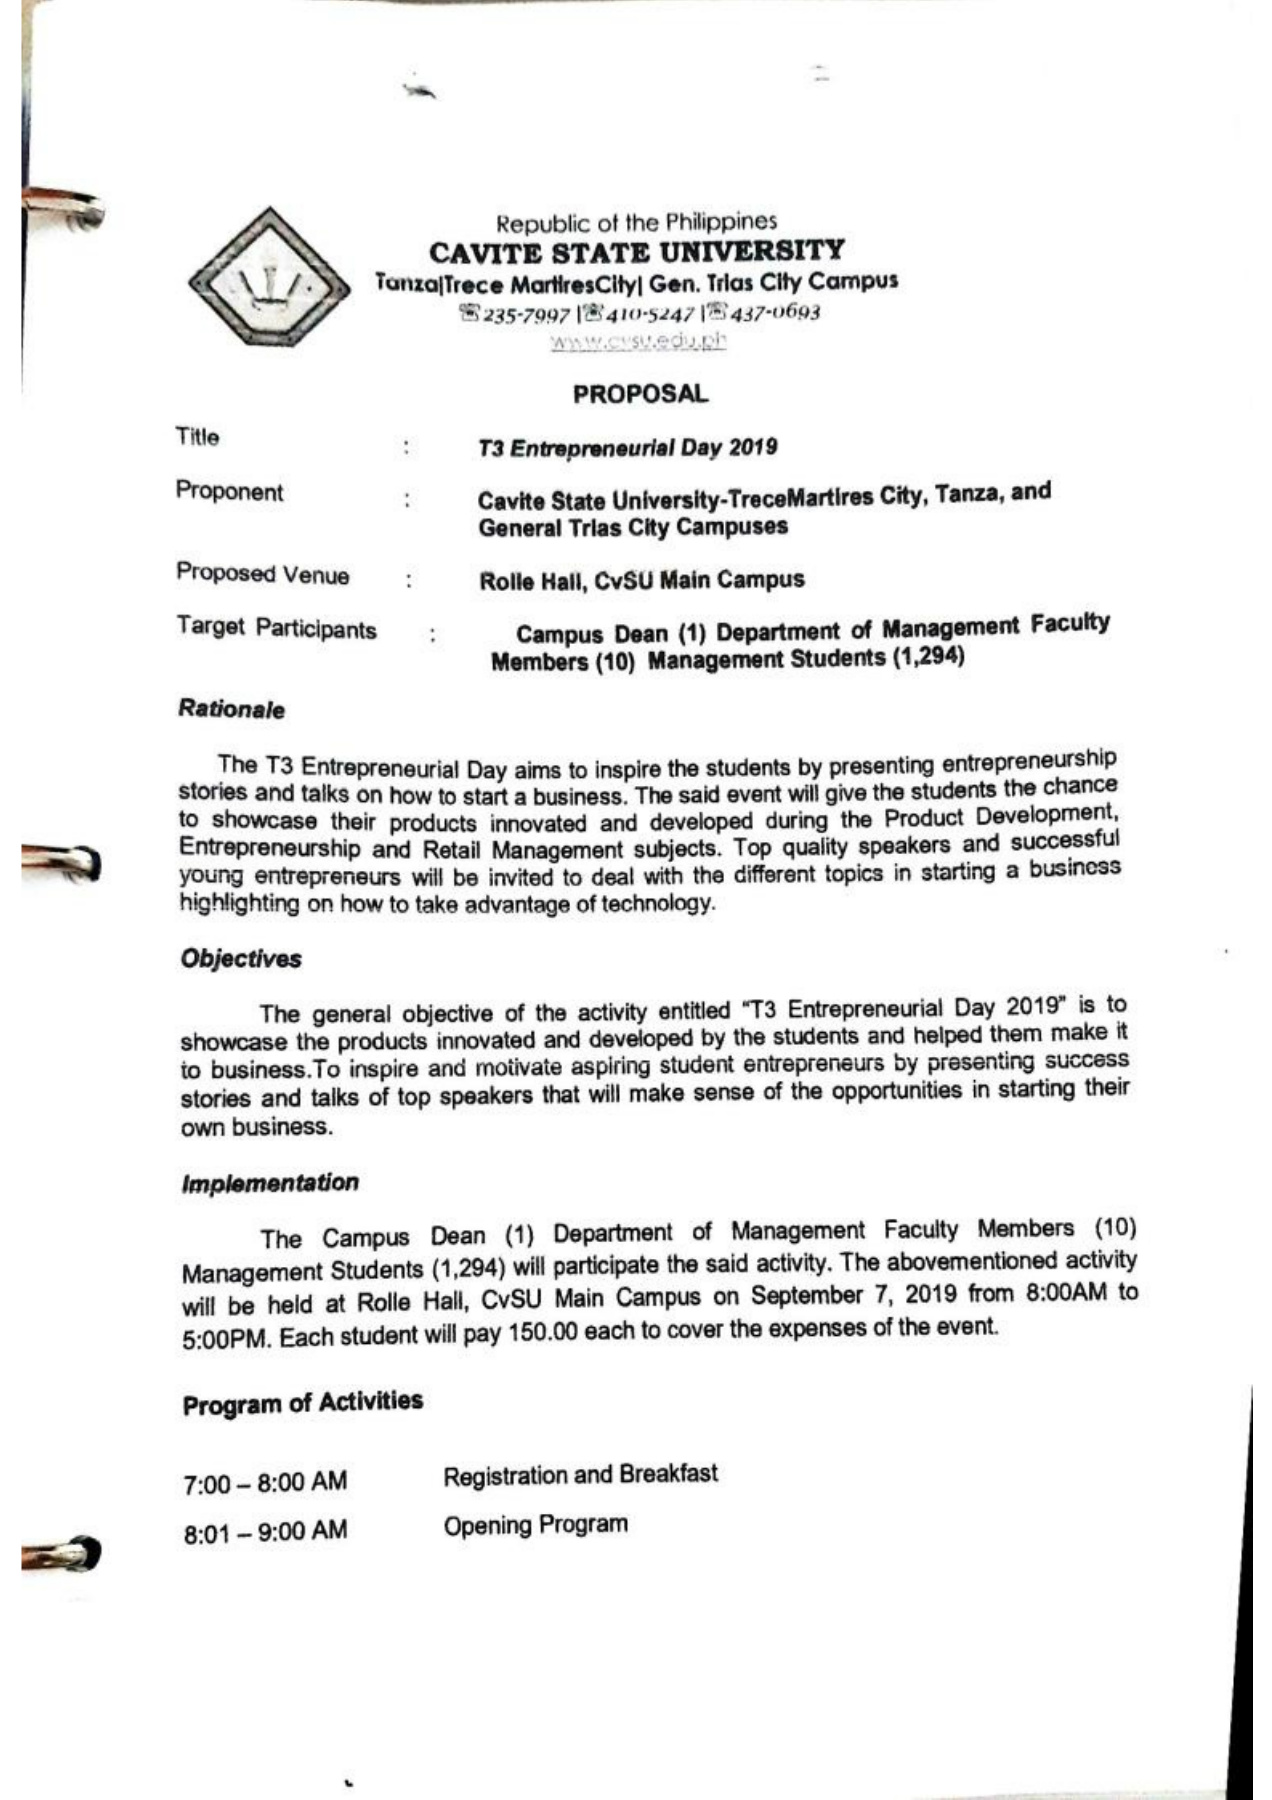 Republic of the Philippines
CAVITE STATE UNIVERSITY
Tanza|Trece MartiresCity| Gen. Trias City Campus
☏235-7997 |☏410-5247 |☏437-0693
www.cvsu.edu.ph
PROPOSAL
Title : T3 Entrepreneurial Day 2019
Proponent : Cavite State University-TreceMartires City, Tanza, and
General Trias City Campuses
Proposed Venue : Rolle Hall, CvSU Main Campus
Target Participants : Campus Dean (1) Department of Management Faculty
Members (10) Management Students (1,294)
Rationale
The T3 Entrepreneurial Day aims to inspire the students by presenting entrepreneurship
stories and talks on how to start a business. The said event will give the students the chance
to showcase their products innovated and developed during the Product Development,
Entrepreneurship and Retail Management subjects. Top quality speakers and successful
young entrepreneurs will be invited to deal with the different topics in starting a business
highlighting on how to take advantage of technology.
Objectives
The general objective of the activity entitled "T3 Entrepreneurial Day 2019" is to
showcase the products innovated and developed by the students and helped them make it
to business.To inspire and motivate aspiring student entrepreneurs by presenting success
stories and talks of top speakers that will make sense of the opportunities in starting their
own business.
Implementation
The Campus Dean (1) Department of Management Faculty Members (10)
Management Students (1,294) will participate the said activity. The abovementioned activity
will be held at Rolle Hall, CvSU Main Campus on September 7, 2019 from 8:00AM to
5:00PM. Each student will pay 150.00 each to cover the expenses of the event.
Program of Activities
7:00 – 8:00 AM Registration and Breakfast
8:01 – 9:00 AM Opening Program